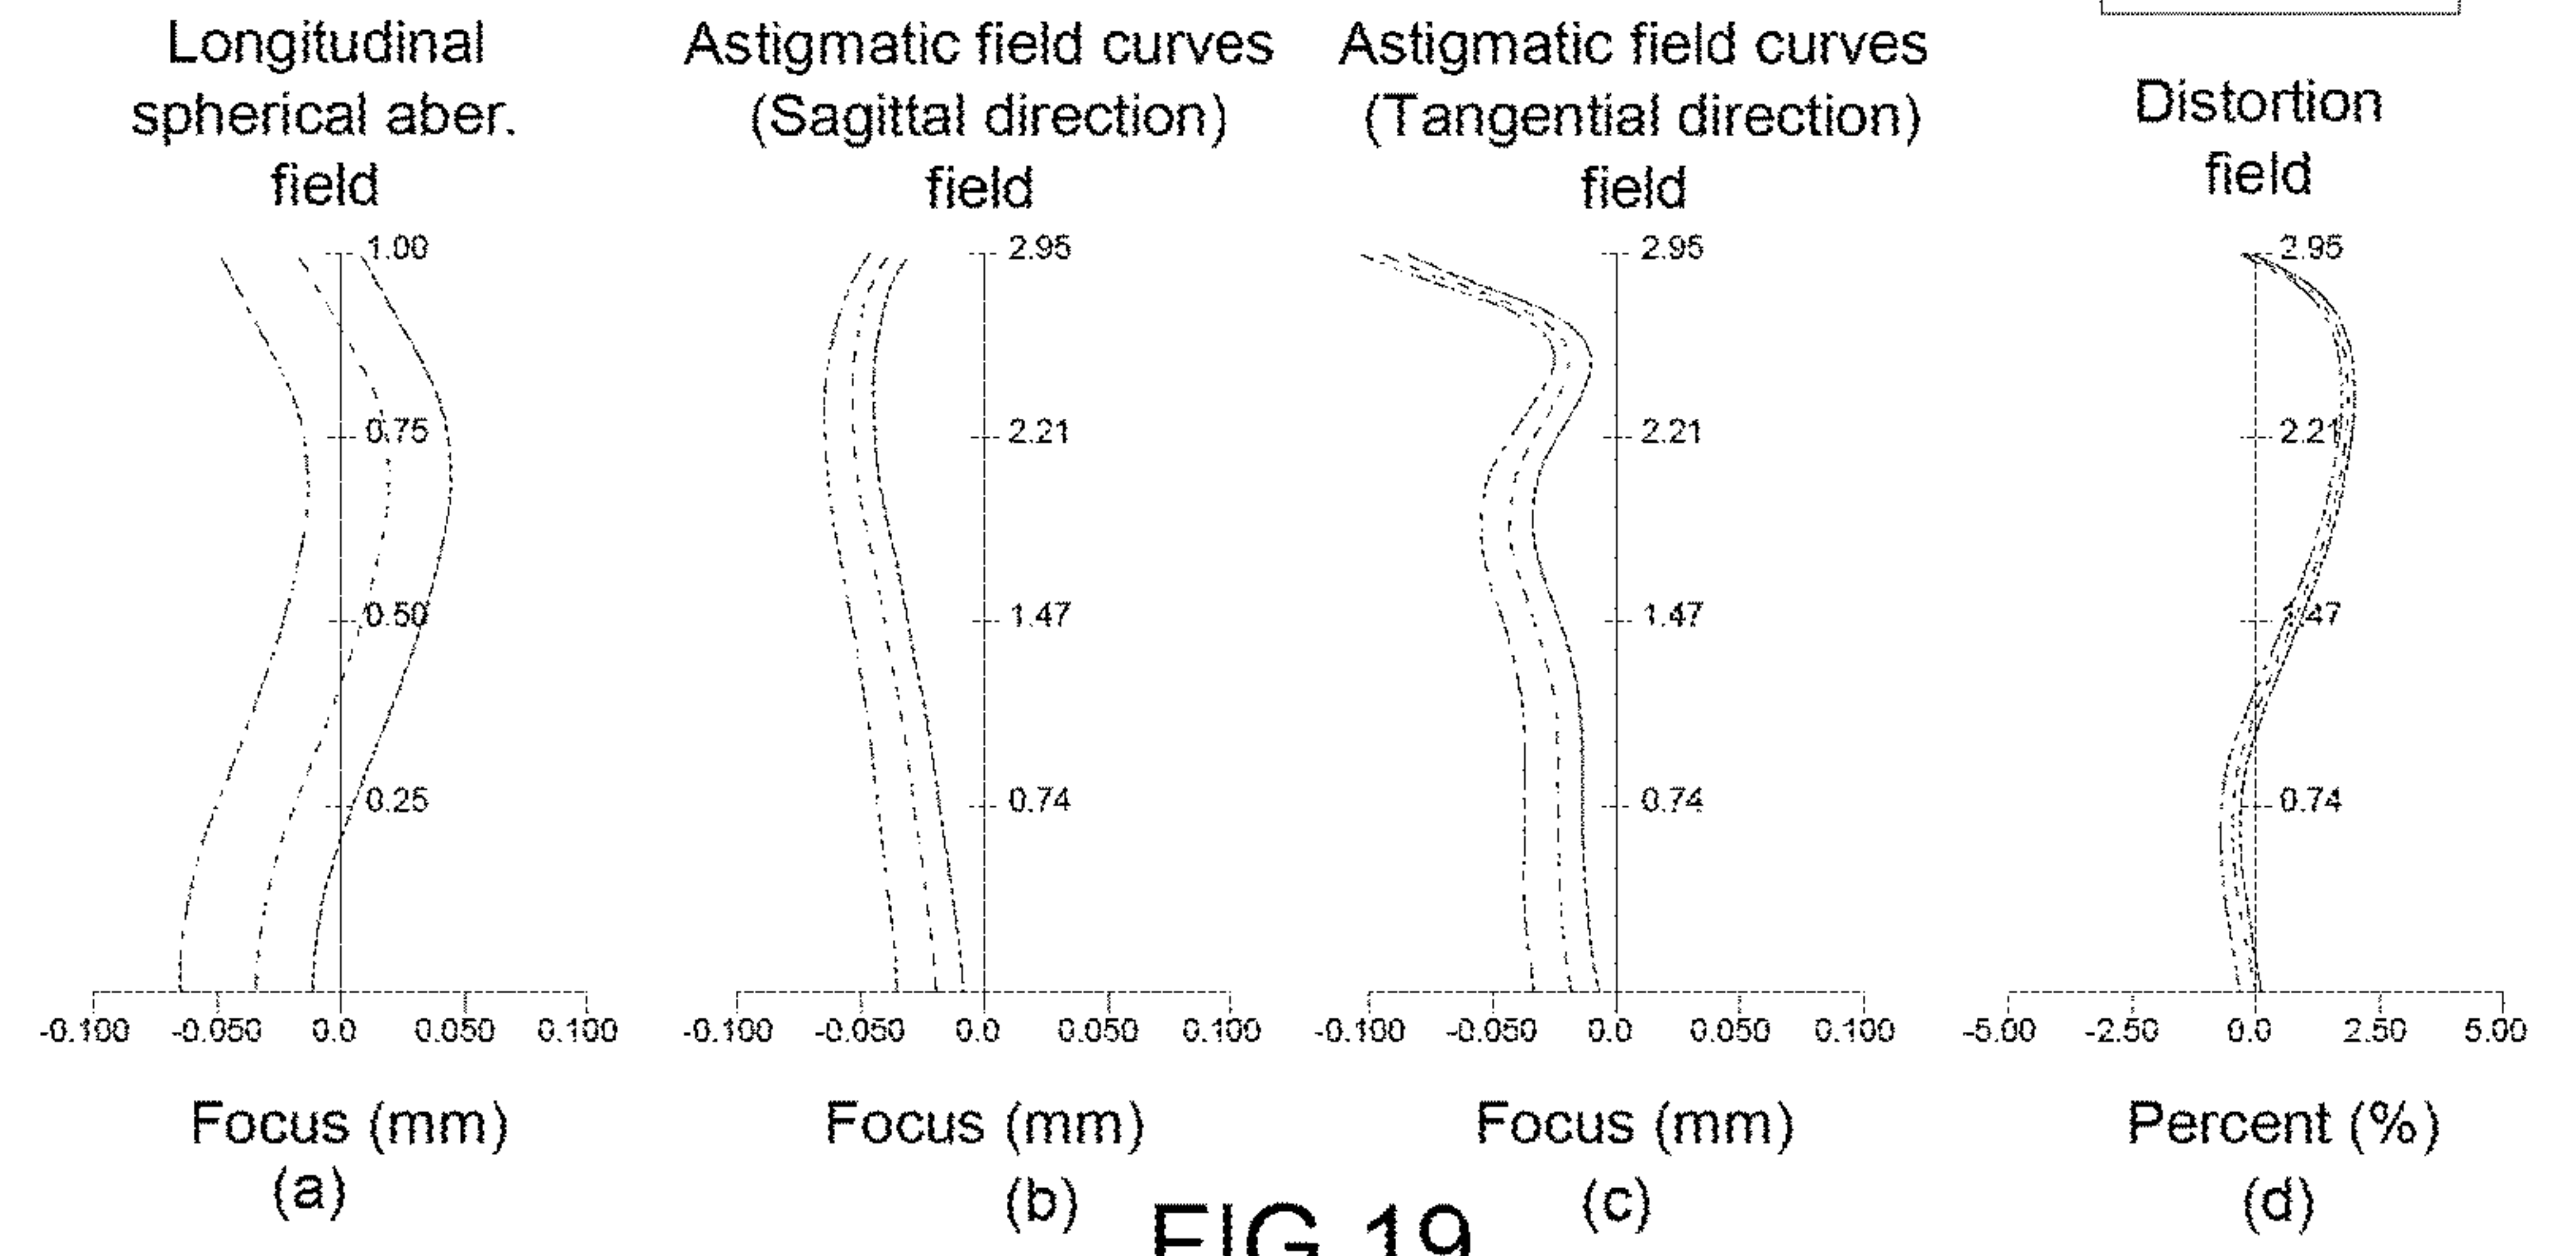 Longitudinal
spherical aber.
field
1.00
0.75
0.50
0.25
-0.100 -0.050 0.0 0.050 0.100
Focus (mm)
(a)
Astigmatic field curves
(Sagittal direction)
field
2.95
2.21
1.47
0.74
-0.100 -0.050 0.0 0.050 0.100
Focus (mm)
(b)
Astigmatic field curves
(Tangential direction)
field
2.95
2.21
1.47
0.74
-0.100 -0.050 0.0 0.050 0.100
Focus (mm)
(c)
Distortion
field
2.95
2.21
1.47
0.74
-5.00 -2.50 0.0 2.50 5.00
Percent (%)
(d)
FIG 19